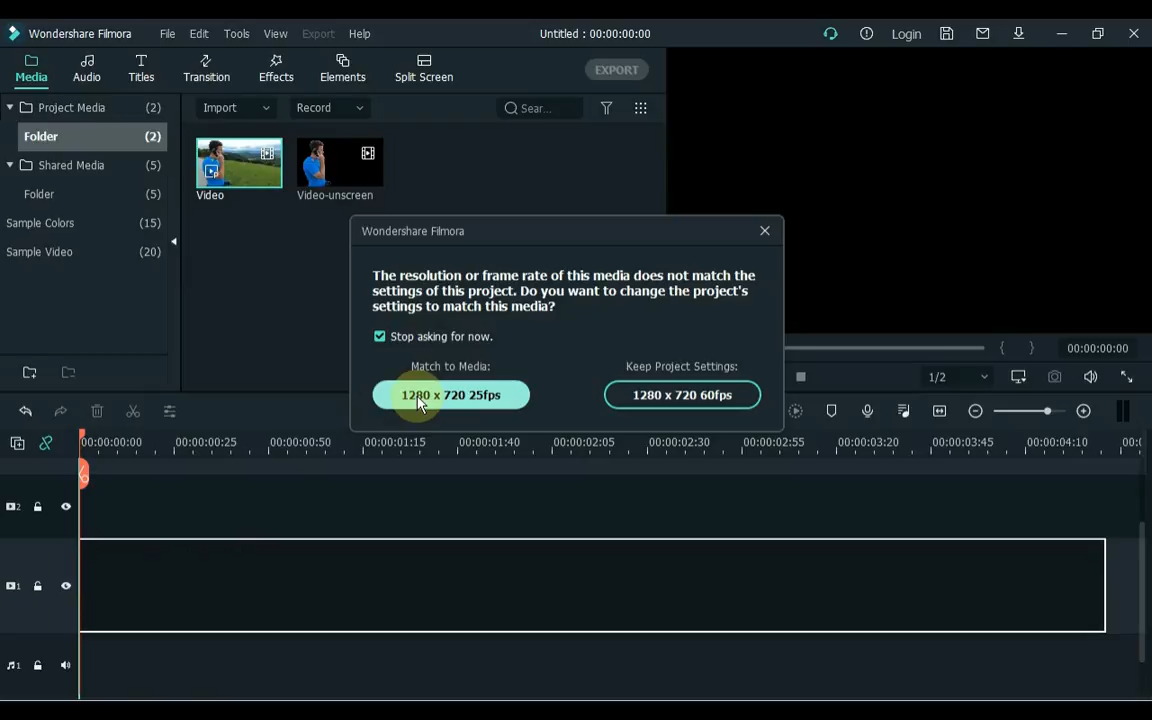 Wondershare Filmora File Edit Tools View Export Help Untitled : 00:00:00:00 Login
Media Audio Titles Transition Effects Elements Split Screen EXPORT
Project Media (2) Import Record Sear...
Folder (2)
Shared Media (5)
Folder (5) Video Video-unscreen
Sample Colors (15)
Sample Video (20)
Wondershare Filmora
The resolution or frame rate of this media does not match the
settings of this project. Do you want to change the project's
settings to match this media?
Stop asking for now.
Match to Media: Keep Project Settings:
1280 x 720 25fps 1280 x 720 60fps
{ } 00:00:00:00
1/2
00:00:00:00 00:00:00:25 00:00:00:50 00:00:01:15 00:00:01:40 00:00:02:05 00:00:02:30 00:00:02:55 00:00:03:20 00:00:03:45 00:00:04:10 00:0
2
1
1